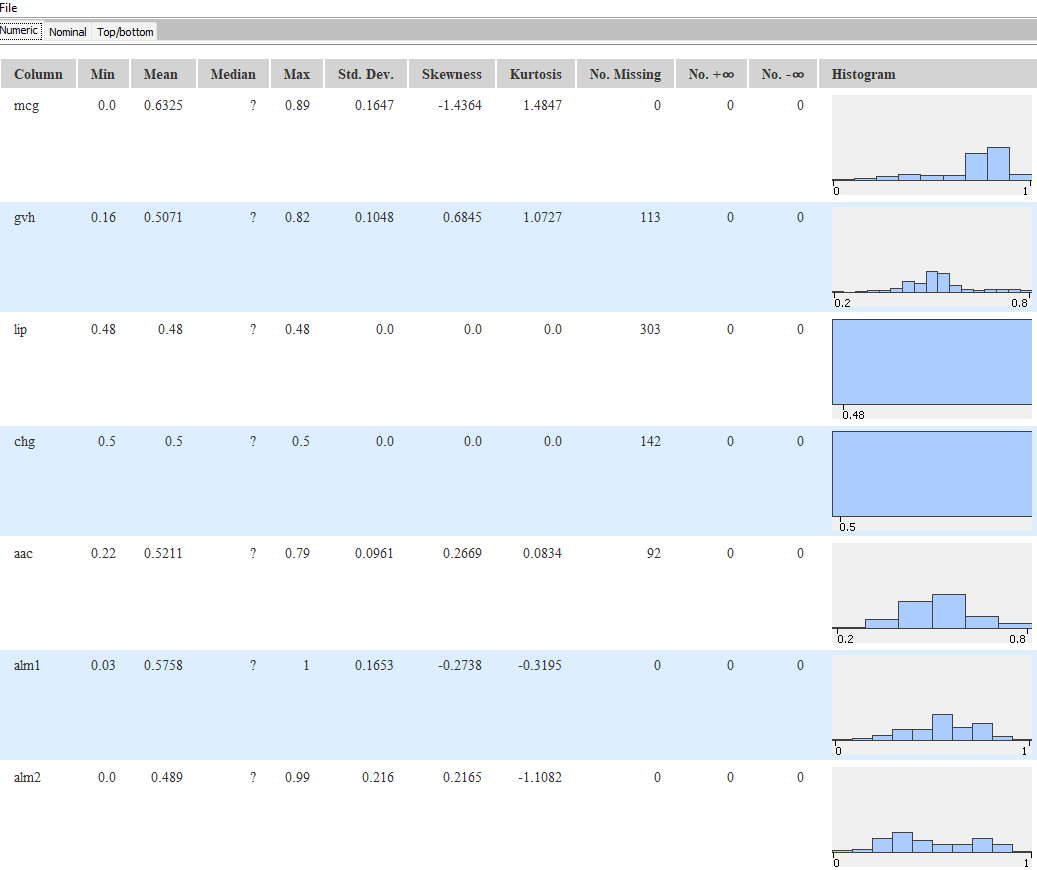 File
Numeric Nominal Top/bottom
Column Min Mean Median Max Std. Dev. Skewness Kurtosis No. Missing No. +∞ No. -∞ Histogram
mcg 0.0 0.6325 ? 0.89 0.1647 -1.4364 1.4847 0 0 0
0 1
gvh 0.16 0.5071 ? 0.82 0.1048 0.6845 1.0727 113 0 0
0.2 0.8
lip 0.48 0.48 ? 0.48 0.0 0.0 0.0 303 0 0
0.48
chg 0.5 0.5 ? 0.5 0.0 0.0 0.0 142 0 0
0.5
aac 0.22 0.5211 ? 0.79 0.0961 0.2669 0.0834 92 0 0
0.2 0.8
alm1 0.03 0.5758 ? 1 0.1653 -0.2738 -0.3195 0 0 0
0 1
alm2 0.0 0.489 ? 0.99 0.216 0.2165 -1.1082 0 0 0
0 1